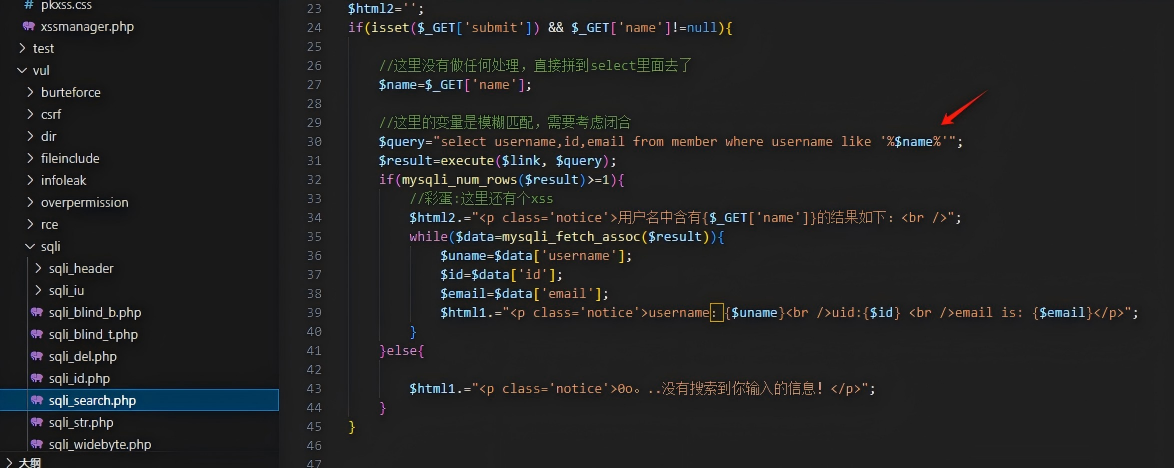 pkxss.css
xssmanager.php
test
vul
burteforce
csrf
dir
fileinclude
infoleak
overpermission
rce
sqli
sqli_header
sqli_iu
sqli_blind_b.php
sqli_blind_t.php
sqli_del.php
sqli_id.php
sqli_search.php
sqli_str.php
sqli_widebyte.php
大纲
23 $html2='';
24 if(isset($_GET['submit']) && $_GET['name']!=null){
25
26 //这里没有做任何处理，直接拼到select里面去了
27 $name=$_GET['name'];
28
29 //这里的变量是模糊匹配，需要考虑闭合
30 $query="select username,id,email from member where username like '%$name%'";
31 $result=execute($link, $query);
32 if(mysqli_num_rows($result)>=1){
33 //彩蛋:这里还有个xss
34 $html2.="<p class='notice'>用户名中含有{$_GET['name']}的结果如下：<br />";
35 while($data=mysqli_fetch_assoc($result)){
36 $uname=$data['username'];
37 $id=$data['id'];
38 $email=$data['email'];
39 $html1.="<p class='notice'>username：{$uname}<br />uid:{$id} <br />email is: {$email}</p>";
40 }
41 }else{
42
43 $html1.="<p class='notice'>0o。..没有搜索到你输入的信息！</p>";
44 }
45 }
46
47